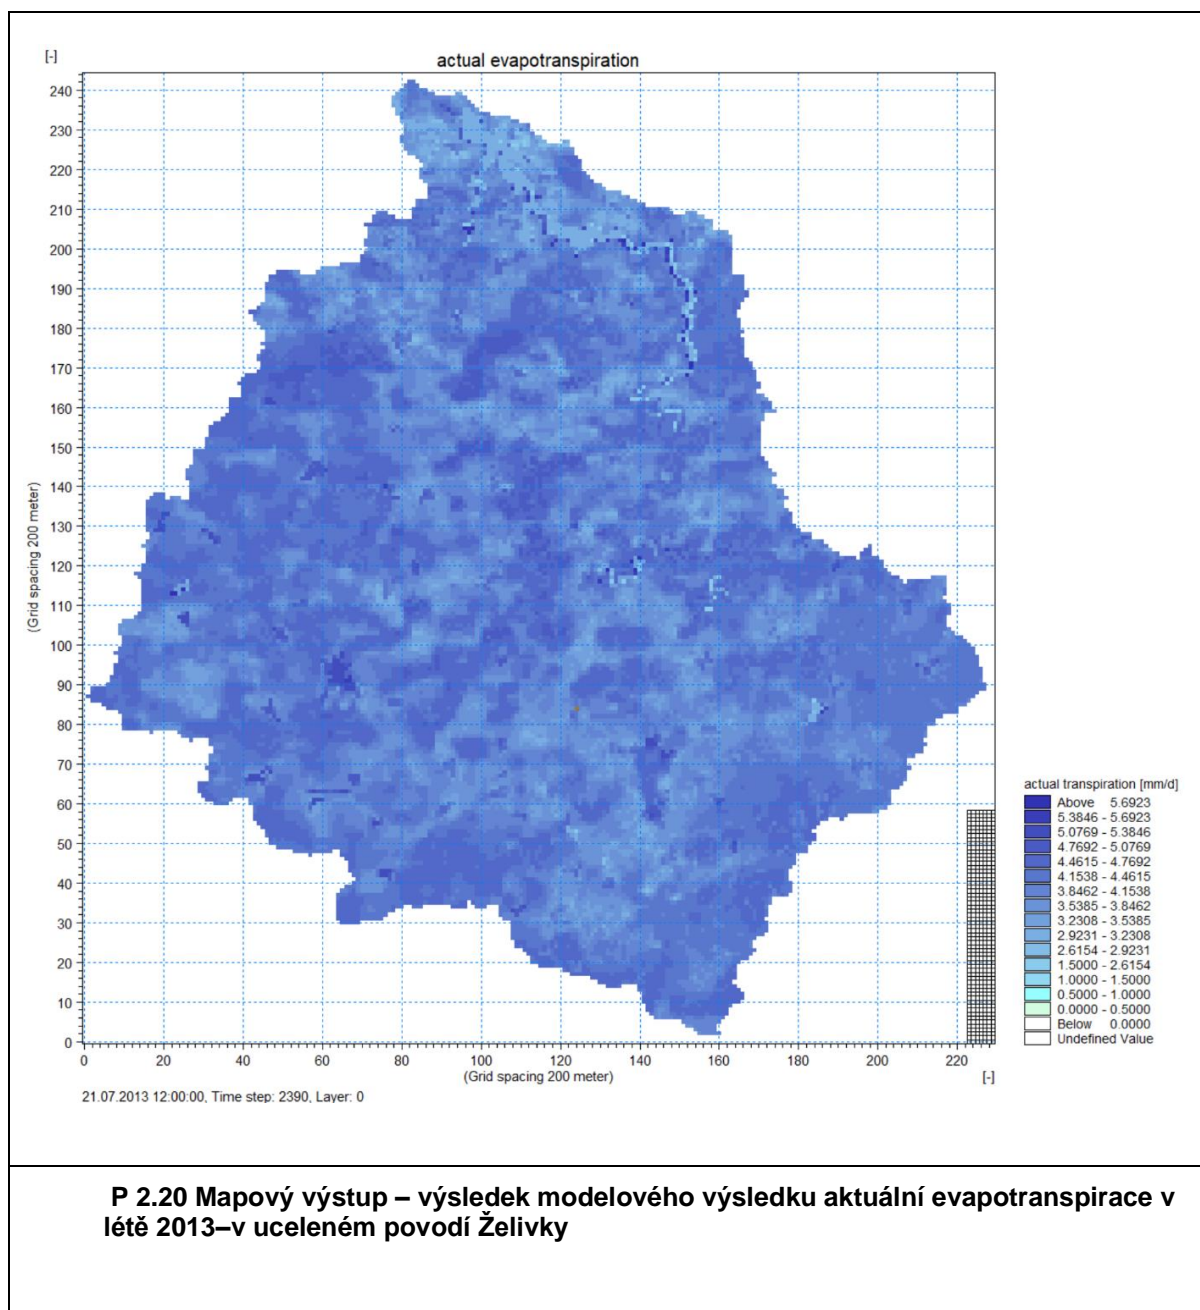 [-]
actual evapotranspiration
240
230
220
210
200
190
180
170
160
150
140
130
120
110
100
90
80
70
60
50
40
30
20
10
0
(Grid spacing 200 meter)
0 20 40 60 80 100 120 140 160 180 200 220
(Grid spacing 200 meter)
[-]
21.07.2013 12:00:00, Time step: 2390, Layer: 0
actual transpiration [mm/d]
Above 5.6923
5.3846 - 5.6923
5.0769 - 5.3846
4.7692 - 5.0769
4.4615 - 4.7692
4.1538 - 4.4615
3.8462 - 4.1538
3.5385 - 3.8462
3.2308 - 3.5385
2.9231 - 3.2308
2.6154 - 2.9231
1.5000 - 2.6154
1.0000 - 1.5000
0.5000 - 1.0000
0.0000 - 0.5000
Below 0.0000
Undefined Value
P 2.20 Mapový výstup – výsledek modelového výsledku aktuální evapotranspirace v
létě 2013–v uceleném povodí Želivky